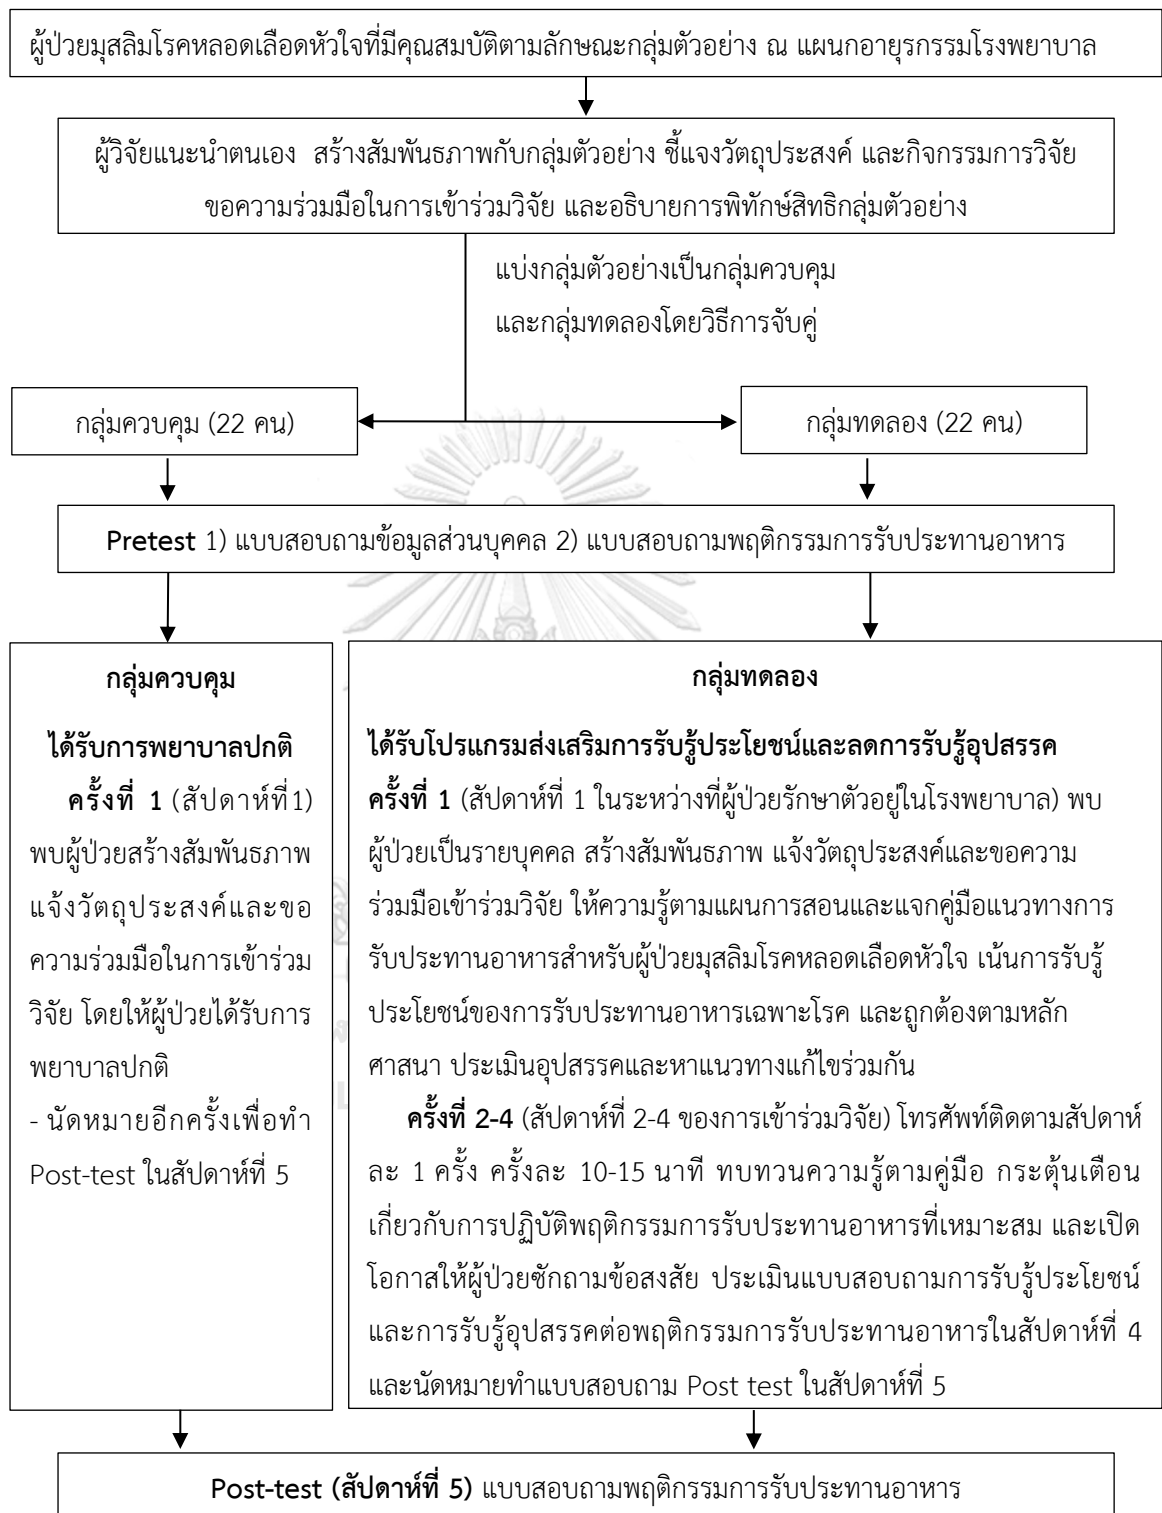 ผู้ป่วยมุสลิมโรคหลอดเลือดหัวใจที่มีคุณสมบัติตามลักษณะกลุ่มตัวอย่าง ณ แผนกอายุรกรรมโรงพยาบาล
ผู้วิจัยแนะนำตนเอง สร้างสัมพันธภาพกับกลุ่มตัวอย่าง ชี้แจงวัตถุประสงค์ และกิจกรรมการวิจัย
ขอความร่วมมือในการเข้าร่วมวิจัย และอธิบายการพิทักษ์สิทธิกลุ่มตัวอย่าง
แบ่งกลุ่มตัวอย่างเป็นกลุ่มควบคุม
และกลุ่มทดลองโดยวิธีการจับคู่
กลุ่มควบคุม (22 คน)
กลุ่มทดลอง (22 คน)
Pretest 1) แบบสอบถามข้อมูลส่วนบุคคล 2) แบบสอบถามพฤติกรรมการรับประทานอาหาร
กลุ่มควบคุม
ได้รับการพยาบาลปกติ
ครั้งที่ 1 (สัปดาห์ที่1)
พบผู้ป่วยสร้างสัมพันธภาพ
แจ้งวัตถุประสงค์และขอ
ความร่วมมือในการเข้าร่วม
วิจัย โดยให้ผู้ป่วยได้รับการ
พยาบาลปกติ
- นัดหมายอีกครั้งเพื่อทำ
Post-test ในสัปดาห์ที่ 5
กลุ่มทดลอง
ได้รับโปรแกรมส่งเสริมการรับรู้ประโยชน์และลดการรับรู้อุปสรรค
ครั้งที่ 1 (สัปดาห์ที่ 1 ในระหว่างที่ผู้ป่วยรักษาตัวอยู่ในโรงพยาบาล) พบ
ผู้ป่วยเป็นรายบุคคล สร้างสัมพันธภาพ แจ้งวัตถุประสงค์และขอความ
ร่วมมือเข้าร่วมวิจัย ให้ความรู้ตามแผนการสอนและแจกคู่มือแนวทางการ
รับประทานอาหารสำหรับผู้ป่วยมุสลิมโรคหลอดเลือดหัวใจ เน้นการรับรู้
ประโยชน์ของการรับประทานอาหารเฉพาะโรค และถูกต้องตามหลัก
ศาสนา ประเมินอุปสรรคและหาแนวทางแก้ไขร่วมกัน
ครั้งที่ 2-4 (สัปดาห์ที่ 2-4 ของการเข้าร่วมวิจัย) โทรศัพท์ติดตามสัปดาห์
ละ 1 ครั้ง ครั้งละ 10-15 นาที ทบทวนความรู้ตามคู่มือ กระตุ้นเตือน
เกี่ยวกับการปฏิบัติพฤติกรรมการรับประทานอาหารที่เหมาะสม และเปิด
โอกาสให้ผู้ป่วยซักถามข้อสงสัย ประเมินแบบสอบถามการรับรู้ประโยชน์
และการรับรู้อุปสรรคต่อพฤติกรรมการรับประทานอาหารในสัปดาห์ที่ 4
และนัดหมายทำแบบสอบถาม Post test ในสัปดาห์ที่ 5
Post-test (สัปดาห์ที่ 5) แบบสอบถามพฤติกรรมการรับประทานอาหาร